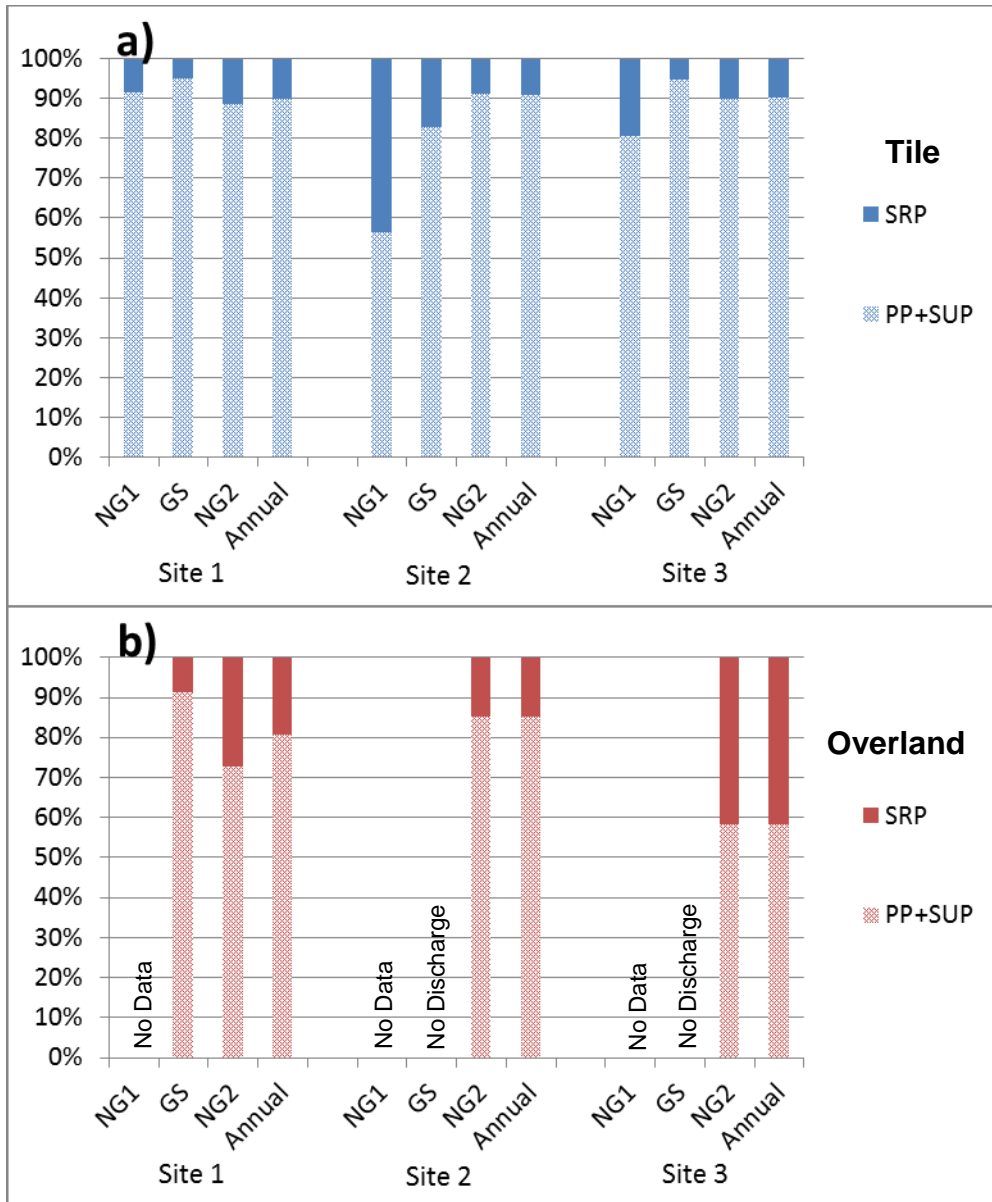 a)
100%
90%
80%
70%
60%
50%
40%
30%
20%
10%
0%
NG1 GS NG2 Annual NG1 GS NG2 Annual NG1 GS NG2 Annual
Site 1 Site 2 Site 3
Tile
SRP
PP+SUP
b)
100%
90%
80%
70%
60%
50%
40%
30%
20%
10%
0%
No Data No Data No Discharge No Data No Discharge
NG1 GS NG2 Annual NG1 GS NG2 Annual NG1 GS NG2 Annual
Site 1 Site 2 Site 3
Overland
SRP
PP+SUP